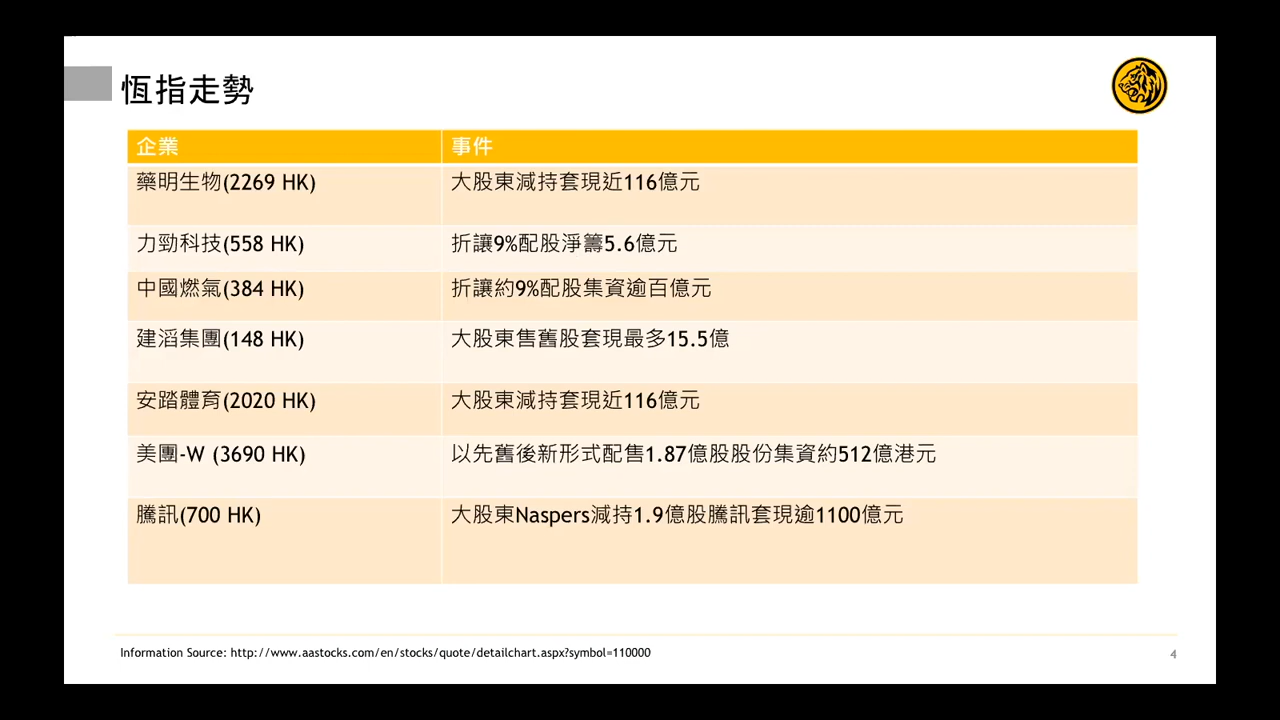 恆指走勢
企業 事件
藥明生物(2269 HK) 大股東減持套現近116億元
力勁科技(558 HK) 折讓9%配股淨籌5.6億元
中國燃氣(384 HK) 折讓約9%配股集資逾百億元
建滔集團(148 HK) 大股東售舊股套現最多15.5億
安踏體育(2020 HK) 大股東減持套現近116億元
美團-W (3690 HK) 以先舊後新形式配售1.87億股股份集資約512億港元
騰訊(700 HK) 大股東Naspers減持1.9億股騰訊套現逾1100億元
Information Source: http://www.aastocks.com/en/stocks/quote/detailchart.aspx?symbol=110000
4